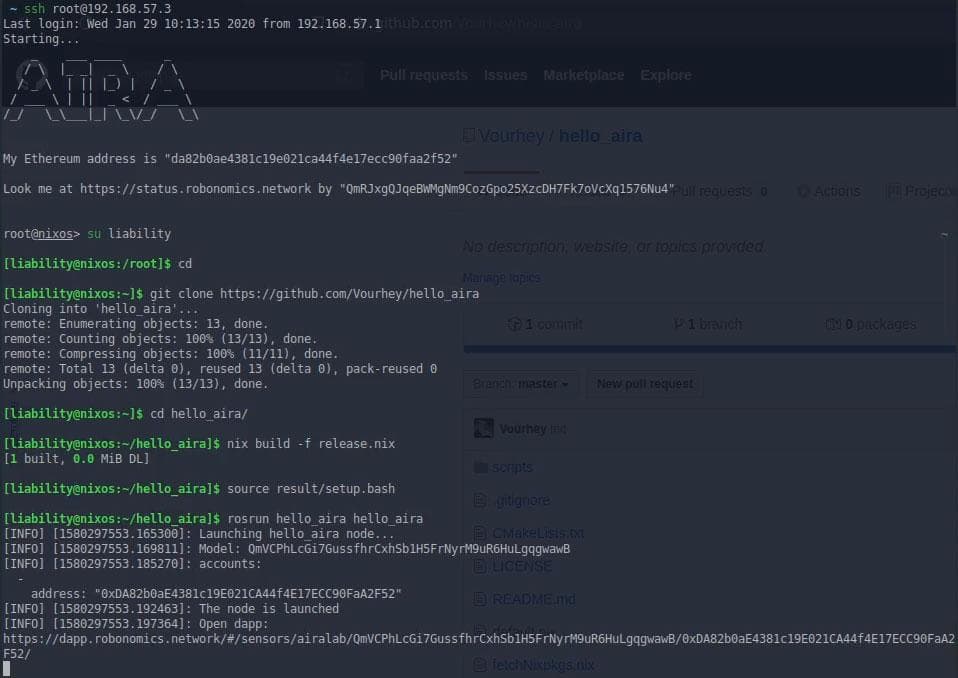 ~ ssh root@192.168.57.3
Last login: Wed Jan 29 10:13:15 2020 from 192.168.57.1
Starting...
Pull requests Issues Marketplace Explore
Vourhey / hello_aira
My Ethereum address is "da82b0ae4381c19e021ca44f4e17ecc90faa2f52"
Look me at https://status.robonomics.network by "QmRJxgQJqeBWMgNm9CozGpo25XzcDH7Fk7oVcXq1576Nu4"
Pull requests 0 Actions Projects
root@nixos> su liability
~
No description, website, or topics provided.
[liability@nixos:/root]$ cd
Manage topics
[liability@nixos:~]$ git clone https://github.com/Vourhey/hello_aira
Cloning into 'hello_aira'...
remote: Enumerating objects: 13, done.
1 commit 1 branch 0 packages
remote: Counting objects: 100% (13/13), done.
remote: Compressing objects: 100% (11/11), done.
remote: Total 13 (delta 0), reused 13 (delta 0), pack-reused 0
Unpacking objects: 100% (13/13), done.
Branch: master New pull request
[liability@nixos:~]$ cd hello_aira/
Vourhey
[liability@nixos:~/hello_aira]$ nix build -f release.nix
[1 built, 0.0 MiB DL]
scripts
[liability@nixos:~/hello_aira]$ source result/setup.bash
.gitignore
[liability@nixos:~/hello_aira]$ rosrun hello_aira hello_aira
[INFO] [1580297553.165300]: Launching hello_aira node...
CMakeLists.txt
[INFO] [1580297553.169811]: Model: QmVCPhLcGi7GussfhrCxhSb1H5FrNyrM9uR6HuLgqgwawB
[INFO] [1580297553.185270]: accounts:
LICENSE
-
address: "0xDA82b0aE4381c19E021CA44f4E17ECC90FaA2F52"
README.md
[INFO] [1580297553.192463]: The node is launched
[INFO] [1580297553.197364]: Open dapp:
https://dapp.robonomics.network/#/sensors/airalab/QmVCPhLcGi7GussfhrCxhSb1H5FrNyrM9uR6HuLgqgwawB/0xDA82b0aE4381c19E021CA44f4E17ECC90FaA2
F52/
fetchNixpkgs.nix